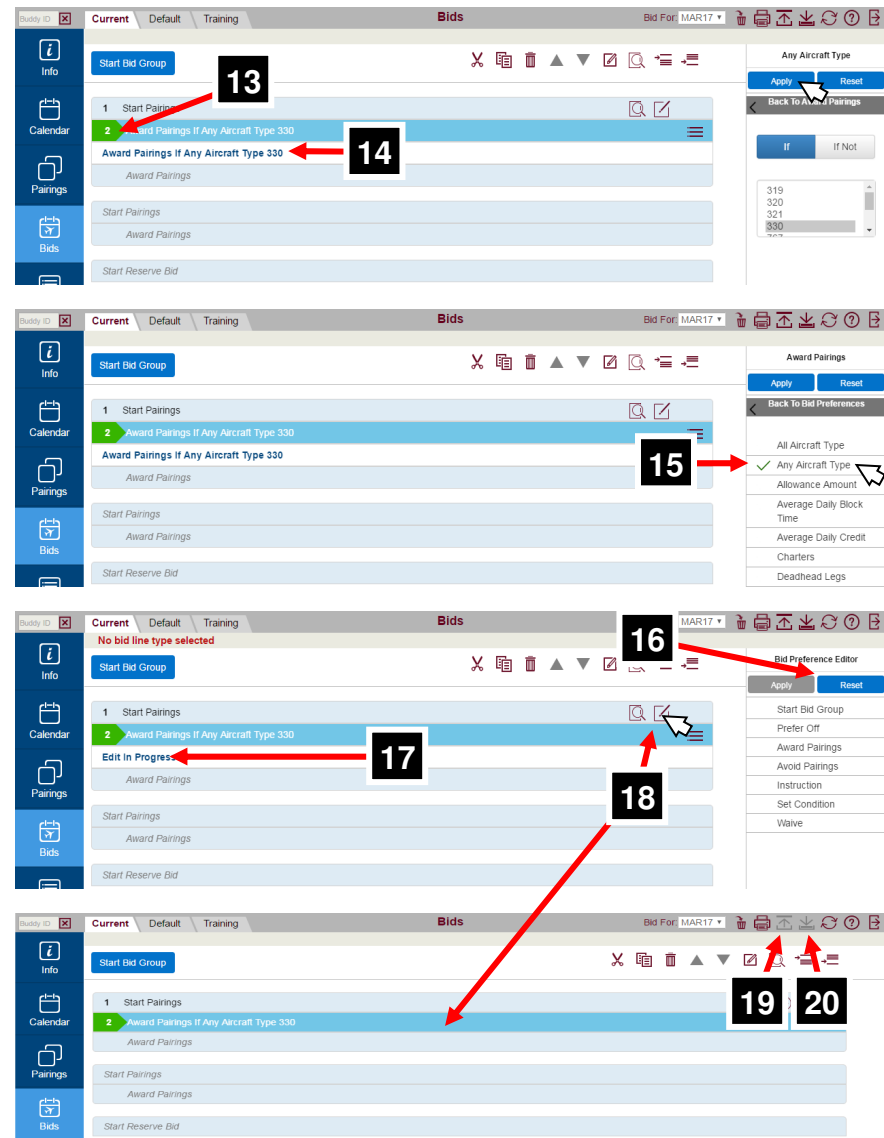 Buddy ID Current Default Training Bids Bid For: MAR17
Info
Start Bid Group
Any Aircraft Type
Apply Reset
13
1 Start Pairings
Back To Award Pairings
Calendar
2 Award Pairings If Any Aircraft Type 330
Award Pairings If Any Aircraft Type 330
14
If If Not
Award Pairings
Pairings
319
320
321
330
767
Start Pairings
Award Pairings
Bids
Start Reserve Bid
Buddy ID Current Default Training Bids Bid For: MAR17
Info
Start Bid Group
Award Pairings
Apply Reset
1 Start Pairings
Back To Bid Preferences
Calendar
2 Award Pairings If Any Aircraft Type 330
Award Pairings If Any Aircraft Type 330
15
All Aircraft Type
Any Aircraft Type
Award Pairings
Pairings
Allowance Amount
Average Daily Block
Time
Start Pairings
Award Pairings
Average Daily Credit
Bids
Charters
Start Reserve Bid
Deadhead Legs
Buddy ID Current Default Training Bids MAR17
No bid line type selected
16
Info
Start Bid Group
Bid Preference Editor
Apply Reset
1 Start Pairings
Start Bid Group
Calendar
2 Award Pairings If Any Aircraft Type 330
Prefer Off
Edit In Progress
17
Award Pairings
Avoid Pairings
Award Pairings
Pairings
18
Instruction
Set Condition
Start Pairings
Waive
Award Pairings
Bids
Start Reserve Bid
Buddy ID Current Default Training Bids Bid For: MAR17
Info
Start Bid Group
19
20
1 Start Pairings
Calendar
2 Award Pairings If Any Aircraft Type 330
Award Pairings
Pairings
Start Pairings
Award Pairings
Bids
Start Reserve Bid